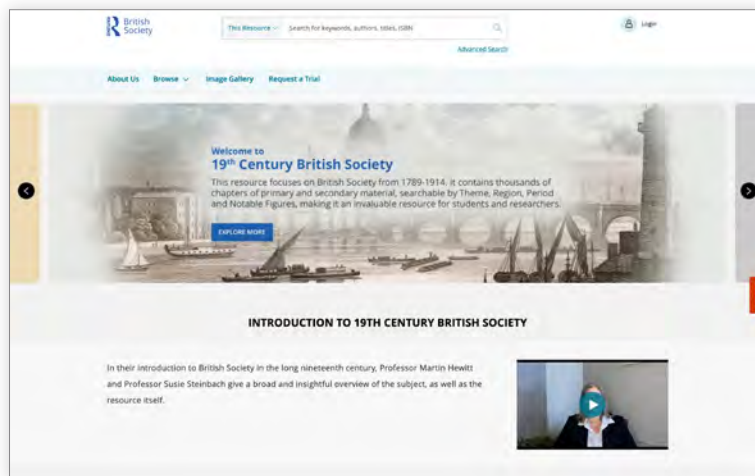 British
Society
This Resource
Search for keywords, authors, titles, ISBN
Advanced Search
Login
About Us
Browse
Image Gallery
Request a Trial
Welcome to
19th Century British Society
This resource focuses on British Society from 1789-1914. It contains thousands of
chapters of primary and secondary material, searchable by Theme, Region, Period
and Notable Figures, making it an invaluable resource for students and researchers.
EXPLORE MORE
INTRODUCTION TO 19TH CENTURY BRITISH SOCIETY
In their introduction to British Society in the long nineteenth century, Professor Martin Hewitt
and Professor Susie Steinbach give a broad and insightful overview of the subject, as well as the
resource itself.